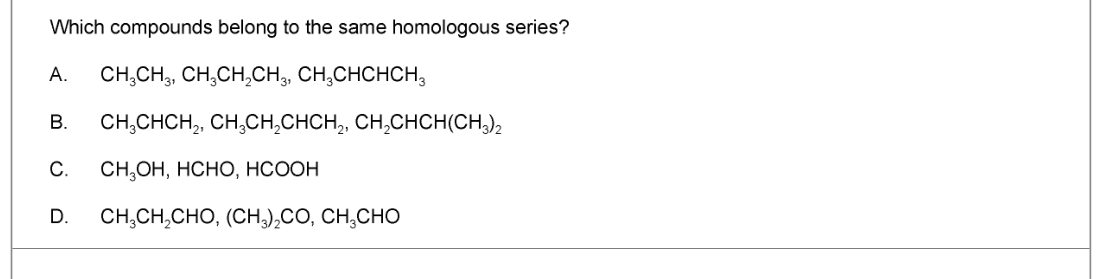 Which compounds belong to the same homologous series?
A. CH₃CH₃, CH₃CH₂CH₃, CH₃CHCHCH₃
B. CH₃CHCH₂, CH₃CH₂CHCH₂, CH₂CHCH(CH₃)₂
C. CH₃OH, HCHO, HCOOH
D. CH₃CH₂CHO, (CH₃)₂CO, CH₃CHO